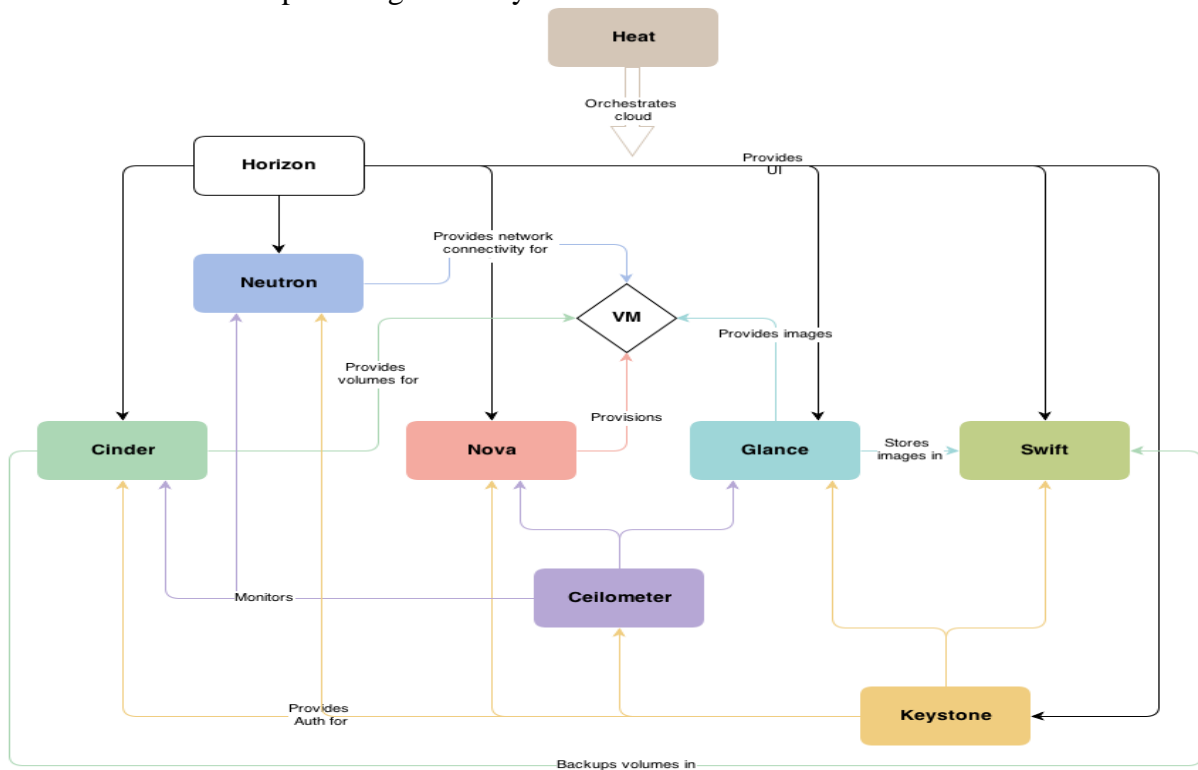 Heat
Orchestrates
cloud
Horizon
Provides
UI
Provides network
connectivity for
Neutron
VM
Provides images
Provides
volumes for
Provisions
Cinder
Nova
Glance
Stores
images in
Swift
Monitors
Ceilometer
Provides
Auth for
Keystone
Backups volumes in